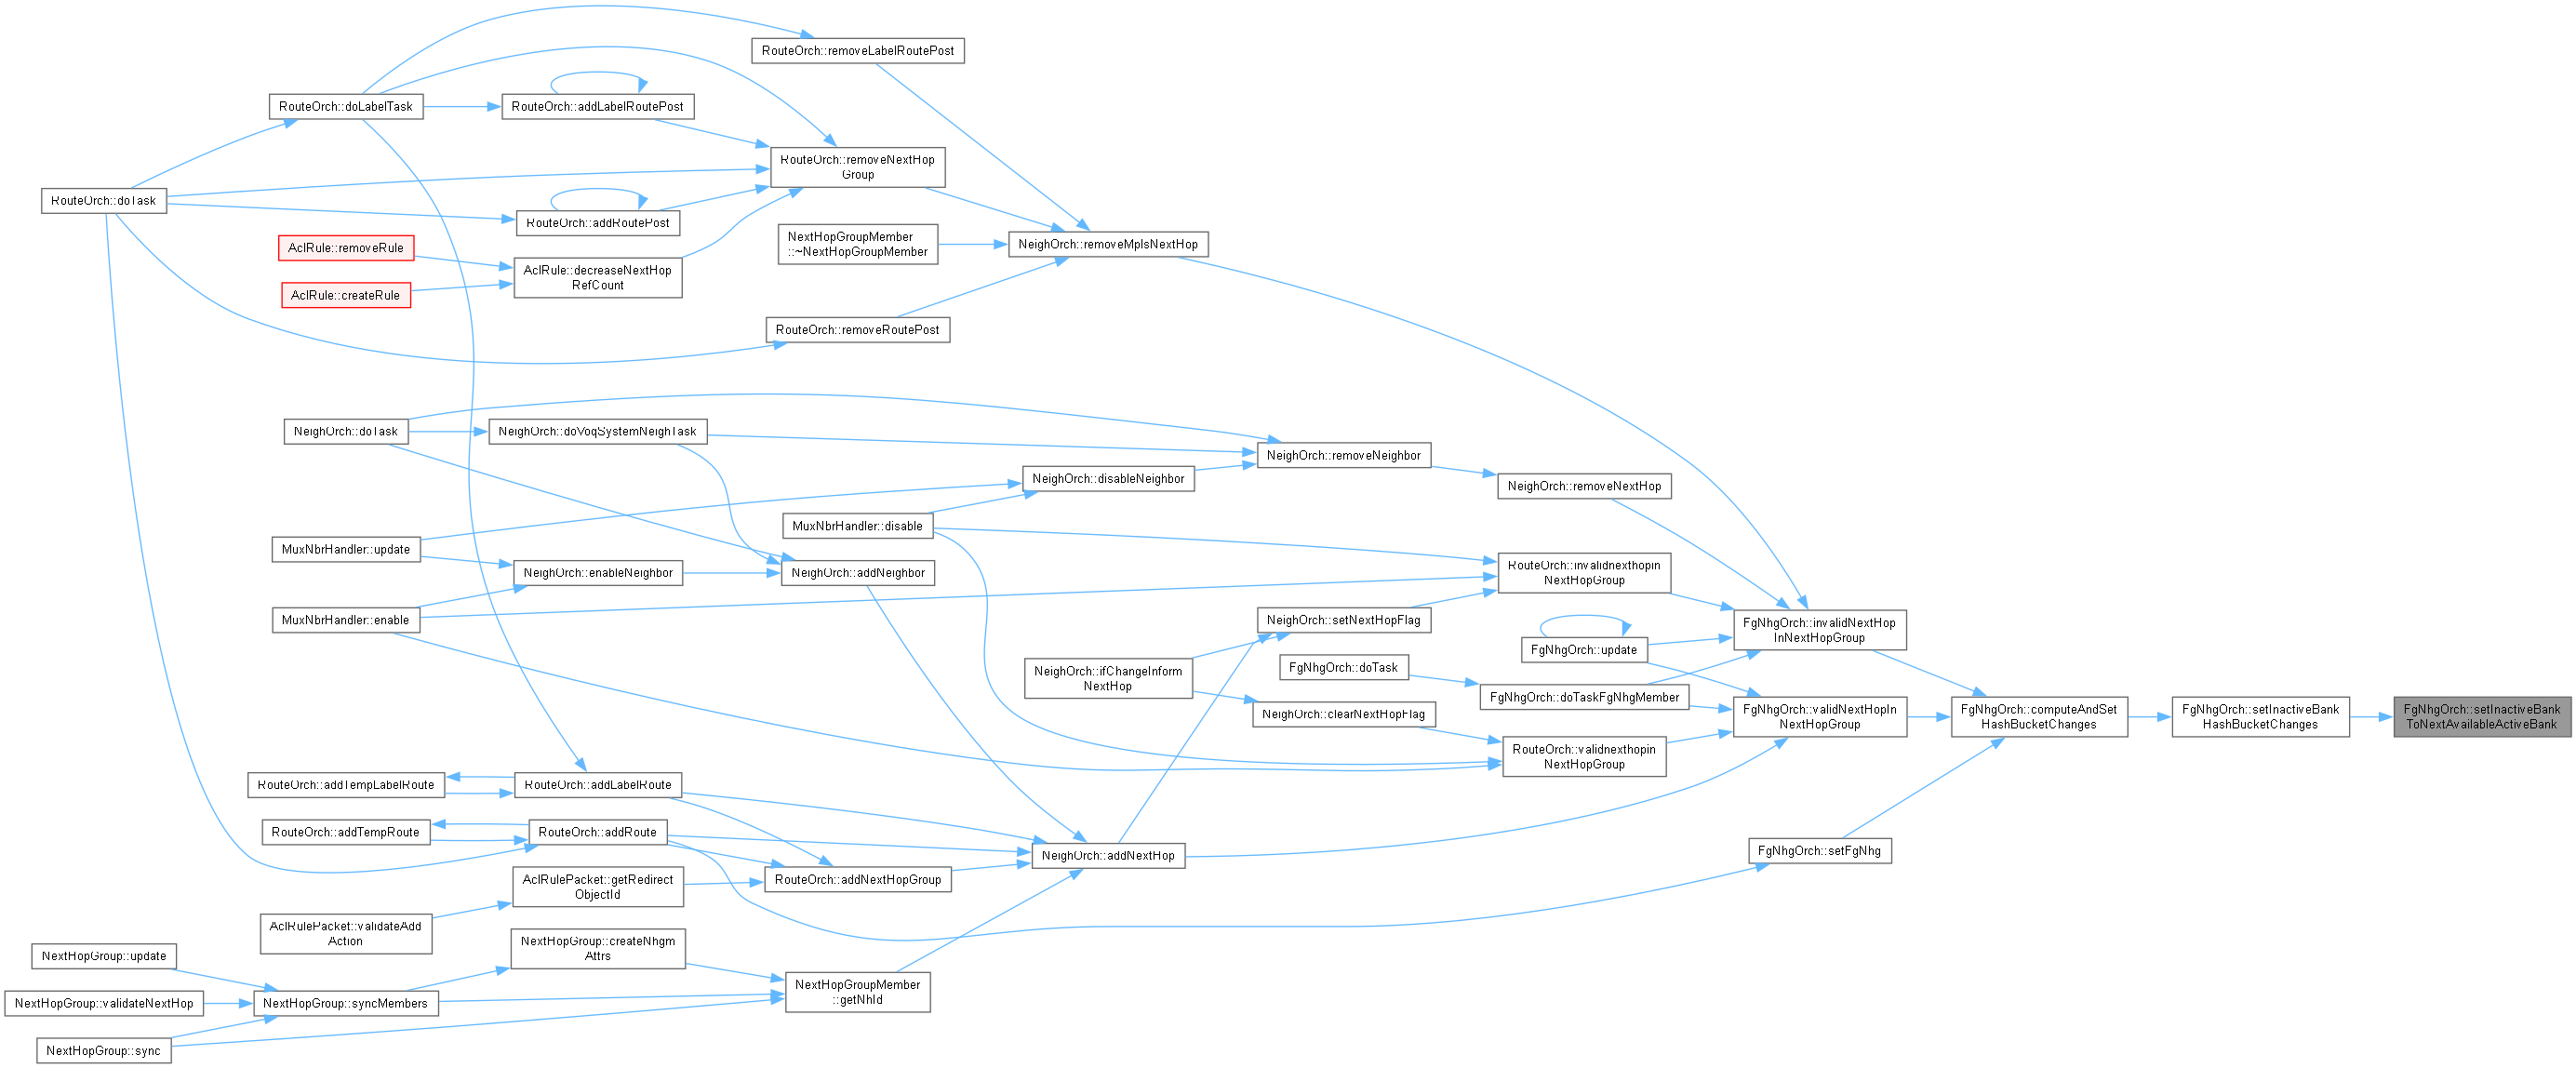 RouteOrch::removeLabelRoutePost
RouteOrch::doLabelTask
RouteOrch::addLabelRoutePost
RouteOrch::removeNextHop
Group
RouteOrch::doTask
RouteOrch::addRoutePost
AclRule::removeRule
NextHopGroupMember
::~NextHopGroupMember
NeighOrch::removeMplsNextHop
AclRule::decreaseNextHop
RefCount
AclRule::createRule
RouteOrch::removeRoutePost
NeighOrch::doTask
NeighOrch::doVoqSystemNeighTask
NeighOrch::removeNeighbor
NeighOrch::disableNeighbor
NeighOrch::removeNextHop
MuxNbrHandler::disable
MuxNbrHandler::update
NeighOrch::enableNeighbor
NeighOrch::addNeighbor
RouteOrch::invalidnexthopin
NextHopGroup
MuxNbrHandler::enable
NeighOrch::setNextHopFlag
FgNhgOrch::invalidNextHop
InNextHopGroup
FgNhgOrch::update
NeighOrch::ifChangeInform
NextHop
FgNhgOrch::doTask
FgNhgOrch::doTaskFgNhgMember
NeighOrch::clearNextHopFlag
FgNhgOrch::validNextHopIn
NextHopGroup
FgNhgOrch::computeAndSet
HashBucketChanges
FgNhgOrch::setInactiveBank
HashBucketChanges
FgNhgOrch::setInactiveBank
ToNextAvailableActiveBank
RouteOrch::validnexthopin
NextHopGroup
RouteOrch::addTempLabelRoute
RouteOrch::addLabelRoute
RouteOrch::addTempRoute
RouteOrch::addRoute
NeighOrch::addNextHop
FgNhgOrch::setFgNhg
AclRulePacket::getRedirect
ObjectId
RouteOrch::addNextHopGroup
AclRulePacket::validateAdd
Action
NextHopGroup::createNhgm
Attrs
NextHopGroup::update
NextHopGroupMember
::getNhId
NextHopGroup::validateNextHop
NextHopGroup::syncMembers
NextHopGroup::sync